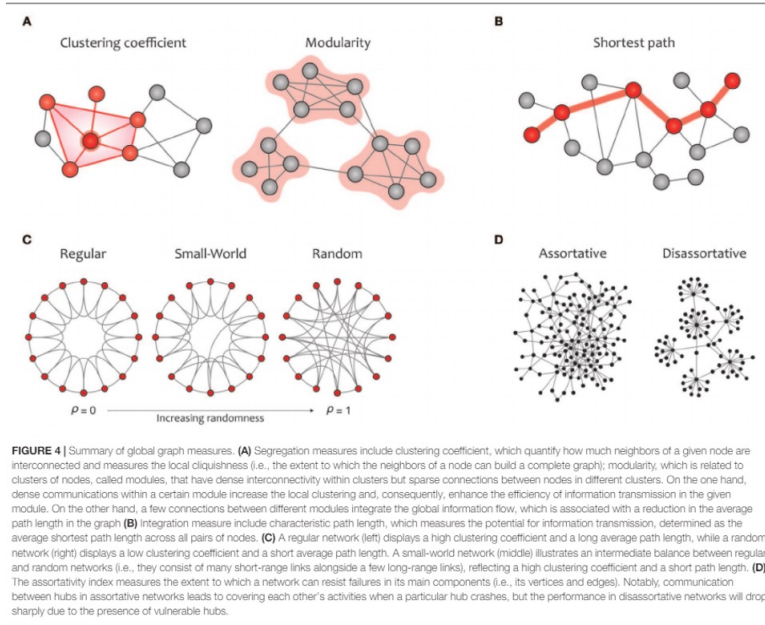 A
B
Clustering coefficient
Modularity
Shortest path
C
D
Regular
Small-World
Random
Assortative
Disassortative
ρ = 0
Increasing randomness
ρ = 1
FIGURE 4 | Summary of global graph measures. (A) Segregation measures include clustering coefficient, which quantify how much neighbors of a given node are
interconnected and measures the local cliquishness (i.e., the extent to which the neighbors of a node can build a complete graph); modularity, which is related to
clusters of nodes, called modules, that have dense interconnectivity within clusters but sparse connections between nodes in different clusters. On the one hand,
dense communications within a certain module increase the local clustering and, consequently, enhance the efficiency of information transmission in the given
module. On the other hand, a few connections between different modules integrate the global information flow, which is associated with a reduction in the average
path length in the graph (B) Integration measure include characteristic path length, which measures the potential for information transmission, determined as the
average shortest path length across all pairs of nodes. (C) A regular network (left) displays a high clustering coefficient and a long average path length, while a random
network (right) displays a low clustering coefficient and a short average path length. A small-world network (middle) illustrates an intermediate balance between regular
and random networks (i.e., they consist of many short-range links alongside a few long-range links), reflecting a high clustering coefficient and a short path length. (D)
The assortativity index measures the extent to which a network can resist failures in its main components (i.e., its vertices and edges). Notably, communication
between hubs in assortative networks leads to covering each other's activities when a particular hub crashes, but the performance in disassortative networks will drop
sharply due to the presence of vulnerable hubs.